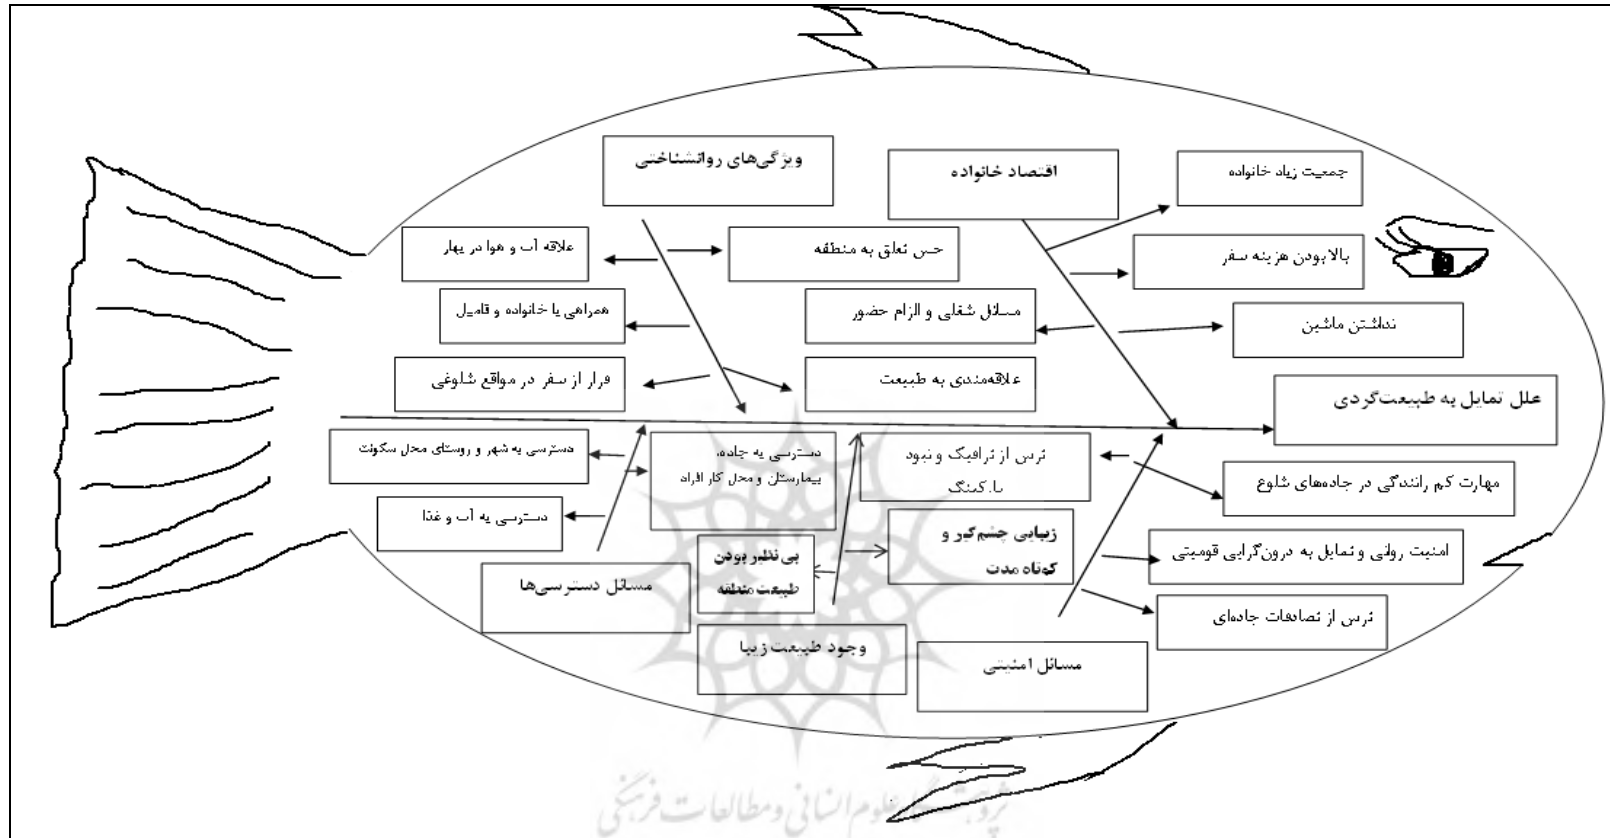 ویژگی‌های روانشناختی
اقتصاد خانواده
جمعیت زیاد خانواده
علاقه آب و هوا در بهار
حس تعلق به منطقه
بالابودن هزینه سفر
همراهی با خانواده و فامیل
مسائل شغلی و الزام حضور
نداشتن ماشین
فرار از سفر در مواقع شلوغی
علاقه‌مندی به طبیعت
علل تمایل به طبیعت‌گردی
دسترسی به شهر و روستای محل سکونت
دسترسی به جاده،
بیمارستان و محل کار افراد
ترس از ترافیک و نبود
پارکینگ
مهارت کم رانندگی در جاده‌های شلوغ
دسترسی به آب و غذا
زیبایی چشم‌گیر و
کوتاه مدت
بی نظیر بودن
طبیعت منطقه
امنیت روانی و تمایل به درون‌گرایی قومیتی
مسائل دسترسی‌ها
ترس از تصادفات جاده‌ای
وجود طبیعت زیبا
مسائل امنیتی
پژوهشگاه علوم انسانی و مطالعات فرهنگی